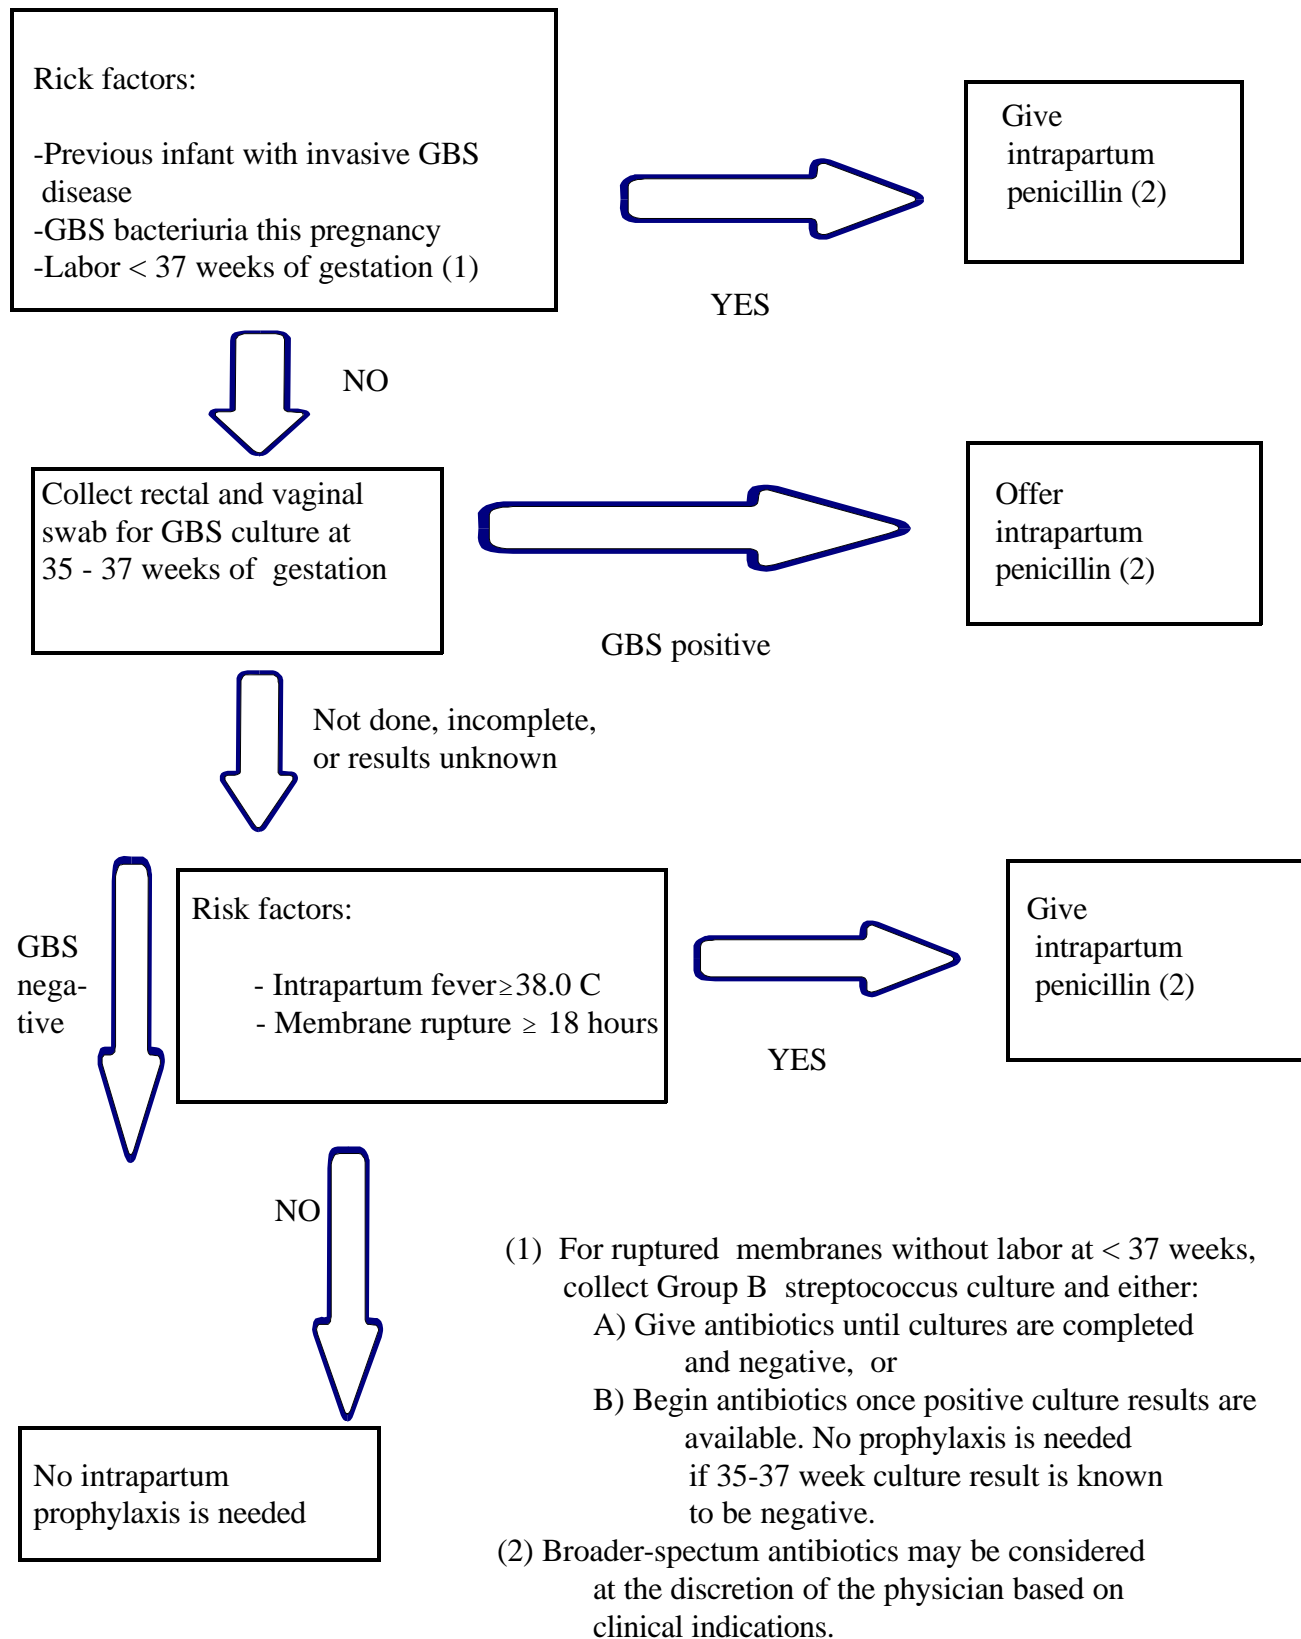 Rick factors:
-Previous infant with invasive GBS
disease
-GBS bacteriuria this pregnancy
-Labor < 37 weeks of gestation (1)
Give
intrapartum
penicillin (2)
YES
NO
Collect rectal and vaginal
swab for GBS culture at
35 - 37 weeks of gestation
Offer
intrapartum
penicillin (2)
GBS positive
Not done, incomplete,
or results unknown
GBS
nega-
tive
Risk factors:
- Intrapartum fever≥38.0 C
- Membrane rupture ≥ 18 hours
Give
intrapartum
penicillin (2)
YES
NO
(1) For ruptured membranes without labor at < 37 weeks,
collect Group B streptococcus culture and either:
A) Give antibiotics until cultures are completed
and negative, or
B) Begin antibiotics once positive culture results are
available. No prophylaxis is needed
if 35-37 week culture result is known
to be negative.
No intrapartum
prophylaxis is needed
(2) Broader-spectum antibiotics may be considered
at the discretion of the physician based on
clinical indications.